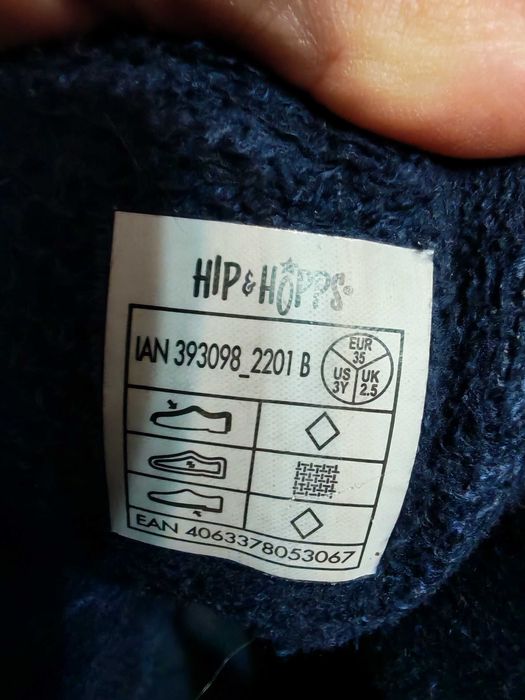 HIP & HOPPS®
IAN 393098_2201 B
EUR
35
US
3Y
UK
2.5
EAN 4063378053067